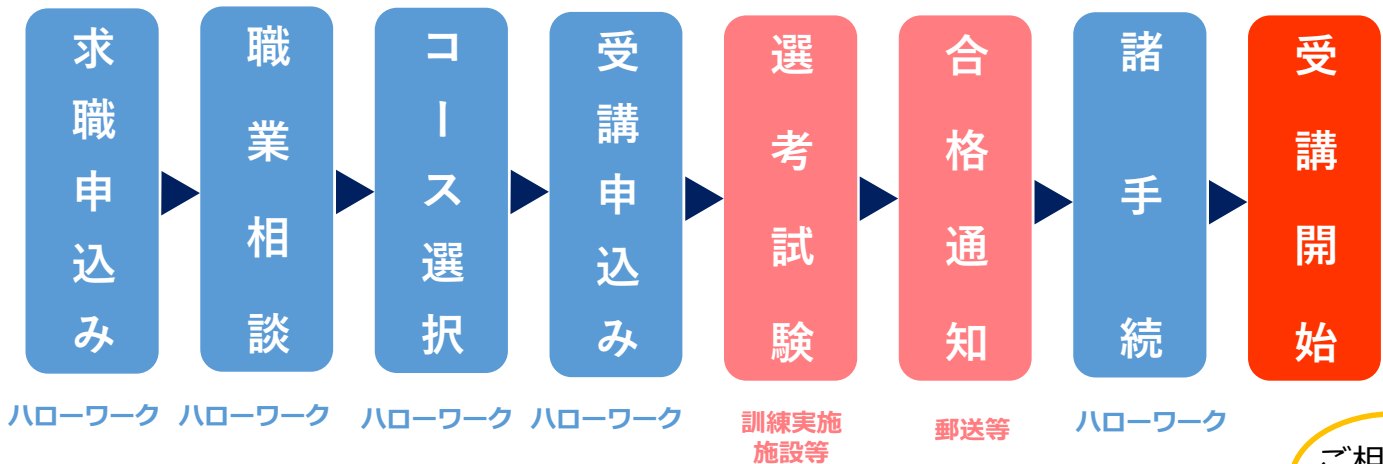 求職申込み
職業相談
コース選択
受講申込み
選考試験
合格通知
諸手続
受講開始
ハローワーク
ハローワーク
ハローワーク
ハローワーク
訓練実施
施設等
郵送等
ハローワーク
ご相